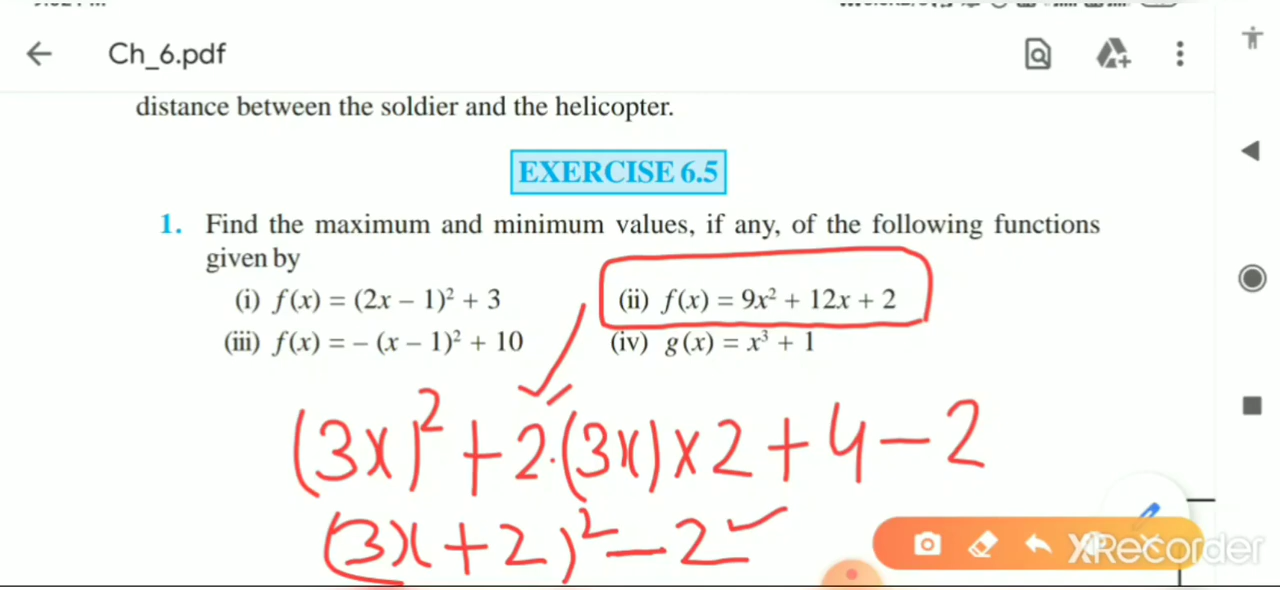 Ch_6.pdf
distance between the soldier and the helicopter.
EXERCISE 6.5
1. Find the maximum and minimum values, if any, of the following functions
given by
(i) f(x) = (2x – 1)² + 3 (ii) f(x) = 9x² + 12x + 2
(iii) f(x) = – (x – 1)² + 10 (iv) g(x) = x³ + 1
(3x)² + 2·(3x)×2+4–2
(3x+2)²–2
XRecorder